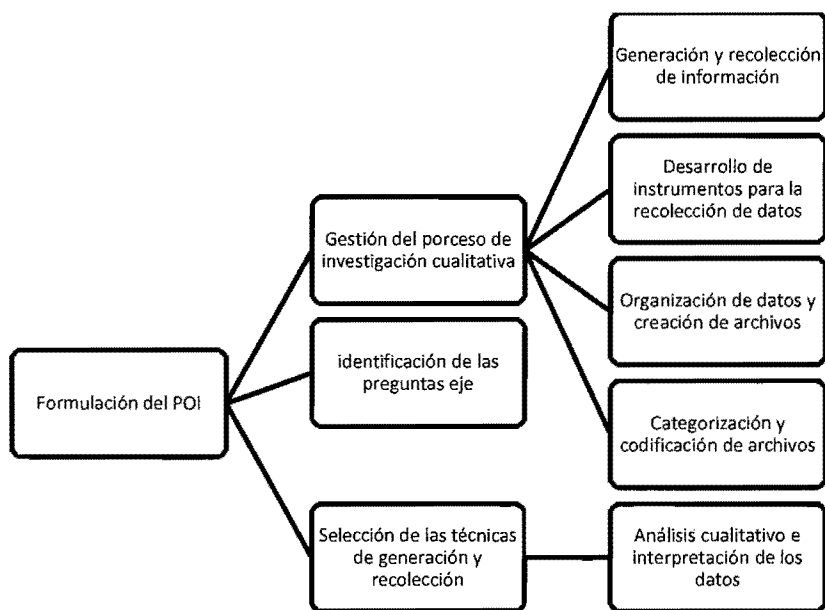 Formulación del POI
Gestión del porceso de
investigación cualitativa
identificación de las
preguntas eje
Selección de las técnicas
de generación y
recolección
Generación y recolección
de información
Desarrollo de
instrumentos para la
recolección de datos
Organización de datos y
creación de archivos
Categorización y
codificación de archivos
Análisis cualitativo e
interpretación de los
datos